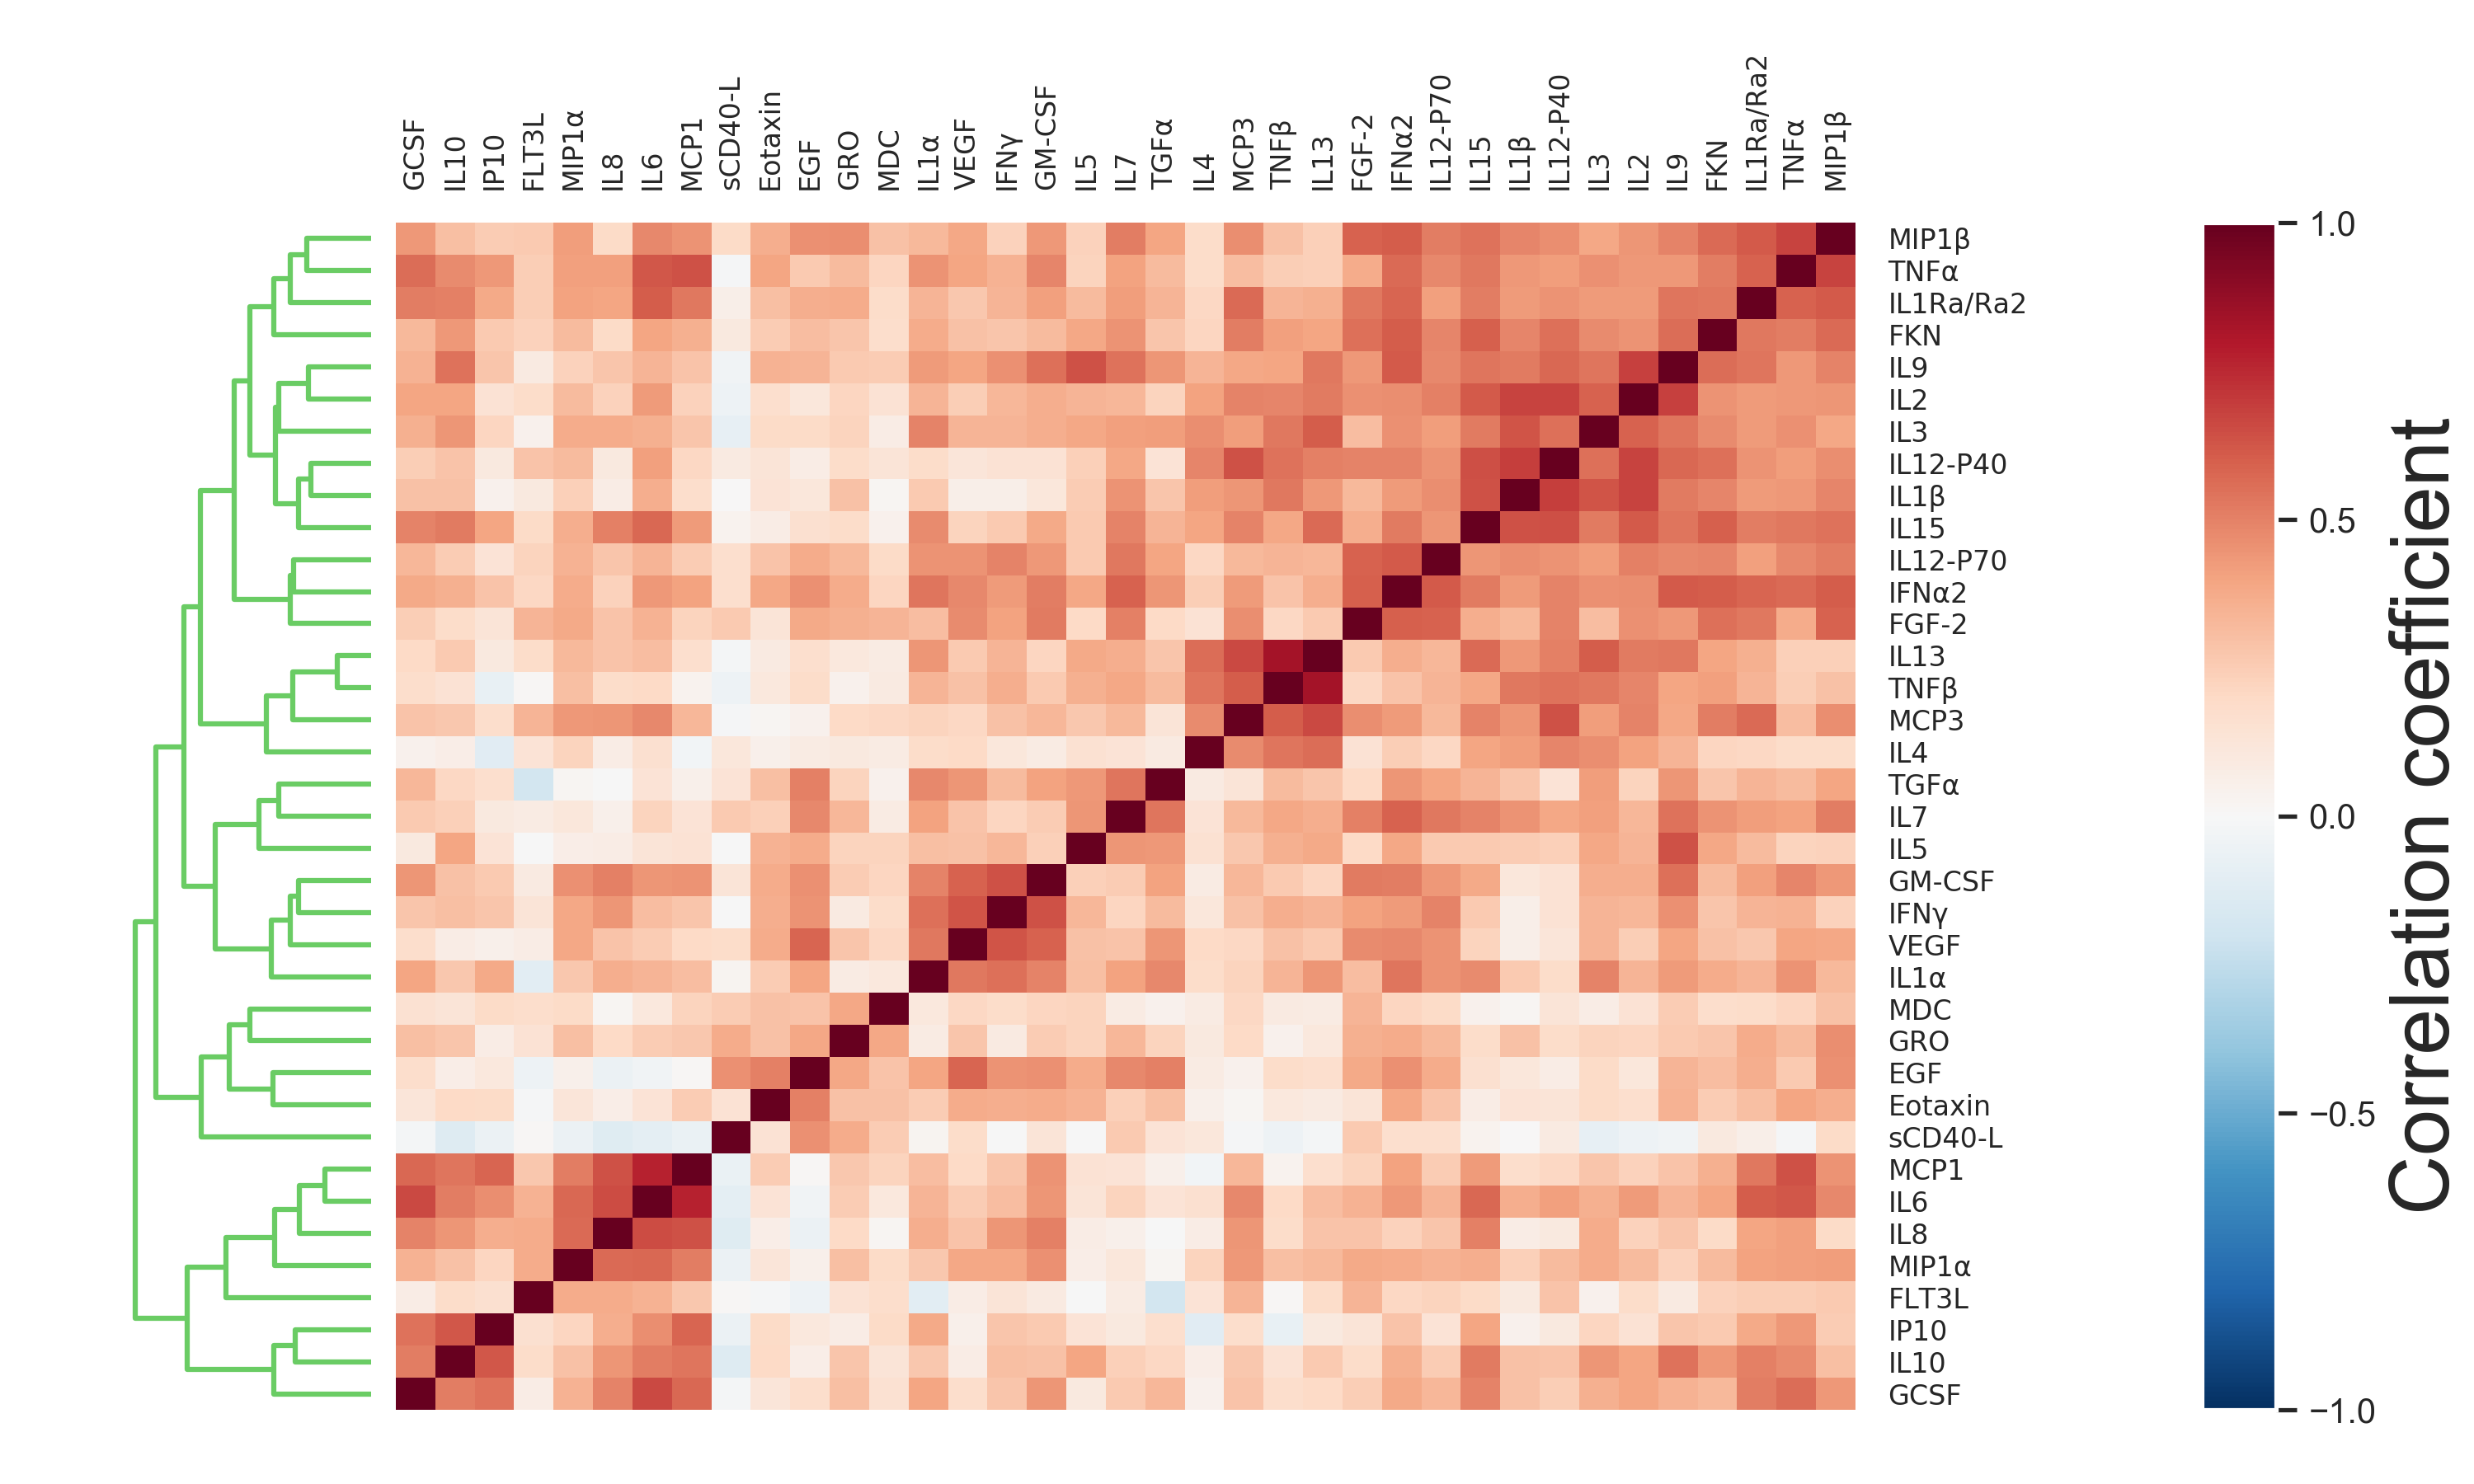 GCSF
IL10
IP10
FLT3L
MIP1α
IL8
IL6
MCP1
sCD40-L
Eotaxin
EGF
GRO
MDC
IL1α
VEGF
IFNγ
GM-CSF
IL5
IL7
TGFα
IL4
MCP3
TNFβ
IL13
FGF-2
IFNα2
IL12-P70
IL15
IL1β
IL12-P40
IL3
IL2
IL9
FKN
IL1Ra/Ra2
TNFα
MIP1β
MIP1β
TNFα
IL1Ra/Ra2
FKN
IL9
IL2
IL3
IL12-P40
IL1β
IL15
IL12-P70
IFNα2
FGF-2
IL13
TNFβ
MCP3
IL4
TGFα
IL7
IL5
GM-CSF
IFNγ
VEGF
IL1α
MDC
GRO
EGF
Eotaxin
sCD40-L
MCP1
IL6
IL8
MIP1α
FLT3L
IP10
IL10
GCSF
1.0
0.5
0.0
−0.5
−1.0
Correlation coefficient